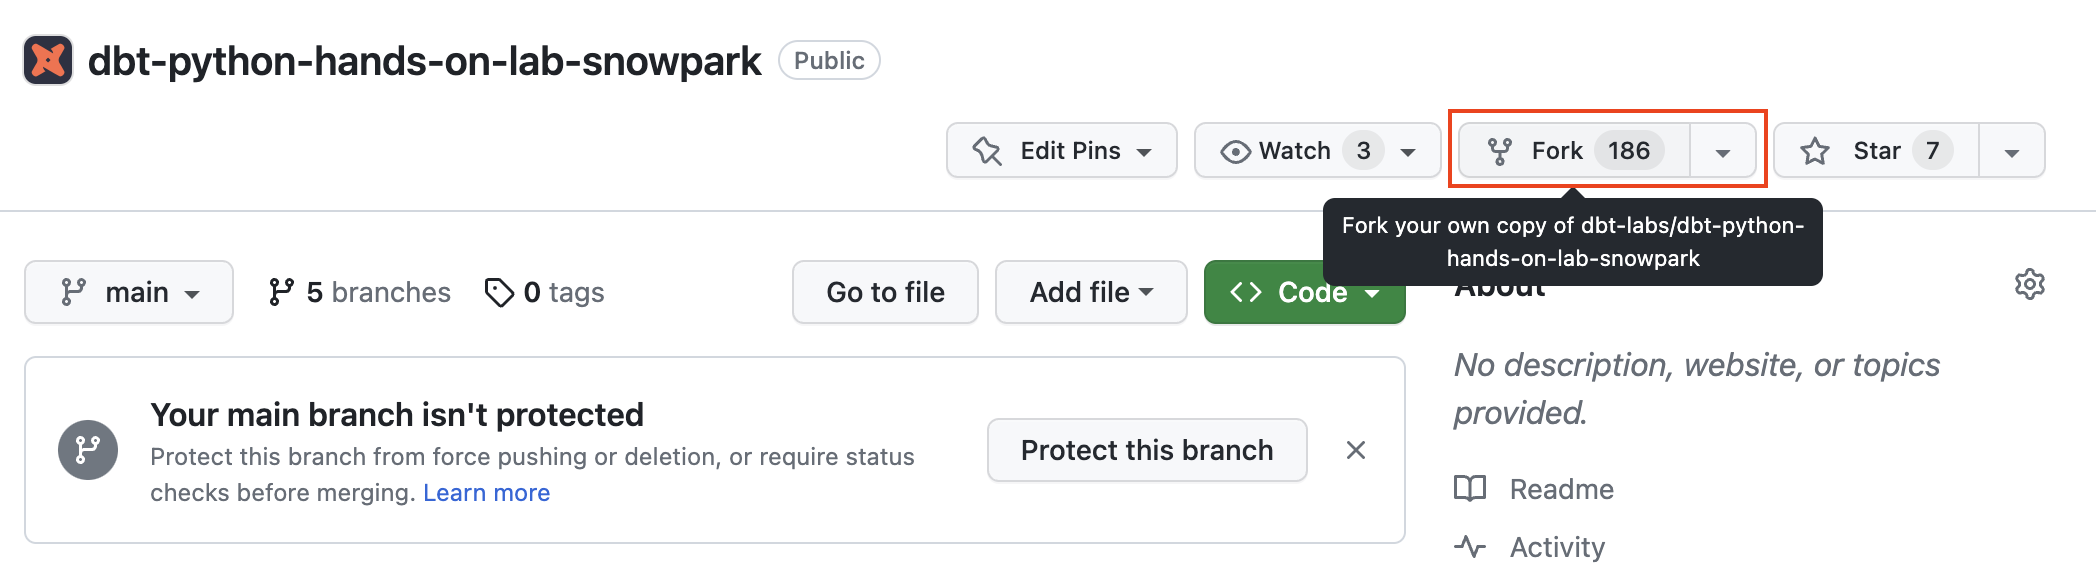 dbt-python-hands-on-lab-snowpark Public
Edit Pins Watch 3 Fork 186 Star 7
Fork your own copy of dbt-labs/dbt-python-
hands-on-lab-snowpark
main 5 branches 0 tags Go to file Add file Code
About
No description, website, or topics
provided.
Your main branch isn't protected
Protect this branch from force pushing or deletion, or require status
checks before merging. Learn more
Protect this branch
Readme
Activity